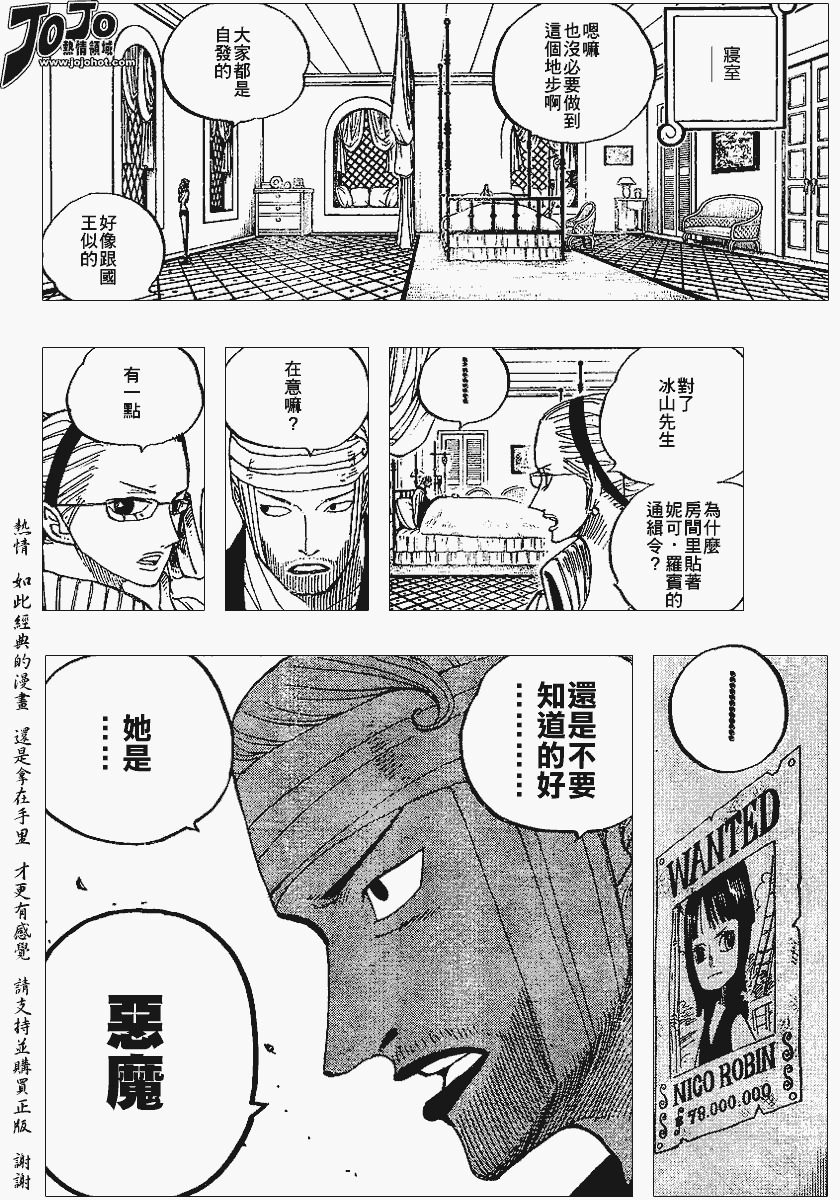 JOJO
熱情領域
www.jojohot.com
寢室
嗯嘛
也沒必要做到
這個地步啊
大家都是
自發的
好像跟國
王似的
對了
冰山先生
為什麼
房間里貼著
妮可·羅賓的
通緝令？
…………
在意嘛？
有一點
…………
WANTED
NICO ROBIN
$ 79.000.000
還是不要
知道的好
…………
她是
……
惡魔
熱情 如此經典的漫畫 還是拿在手里 才更有感覺 請支持並購買正版 謝謝